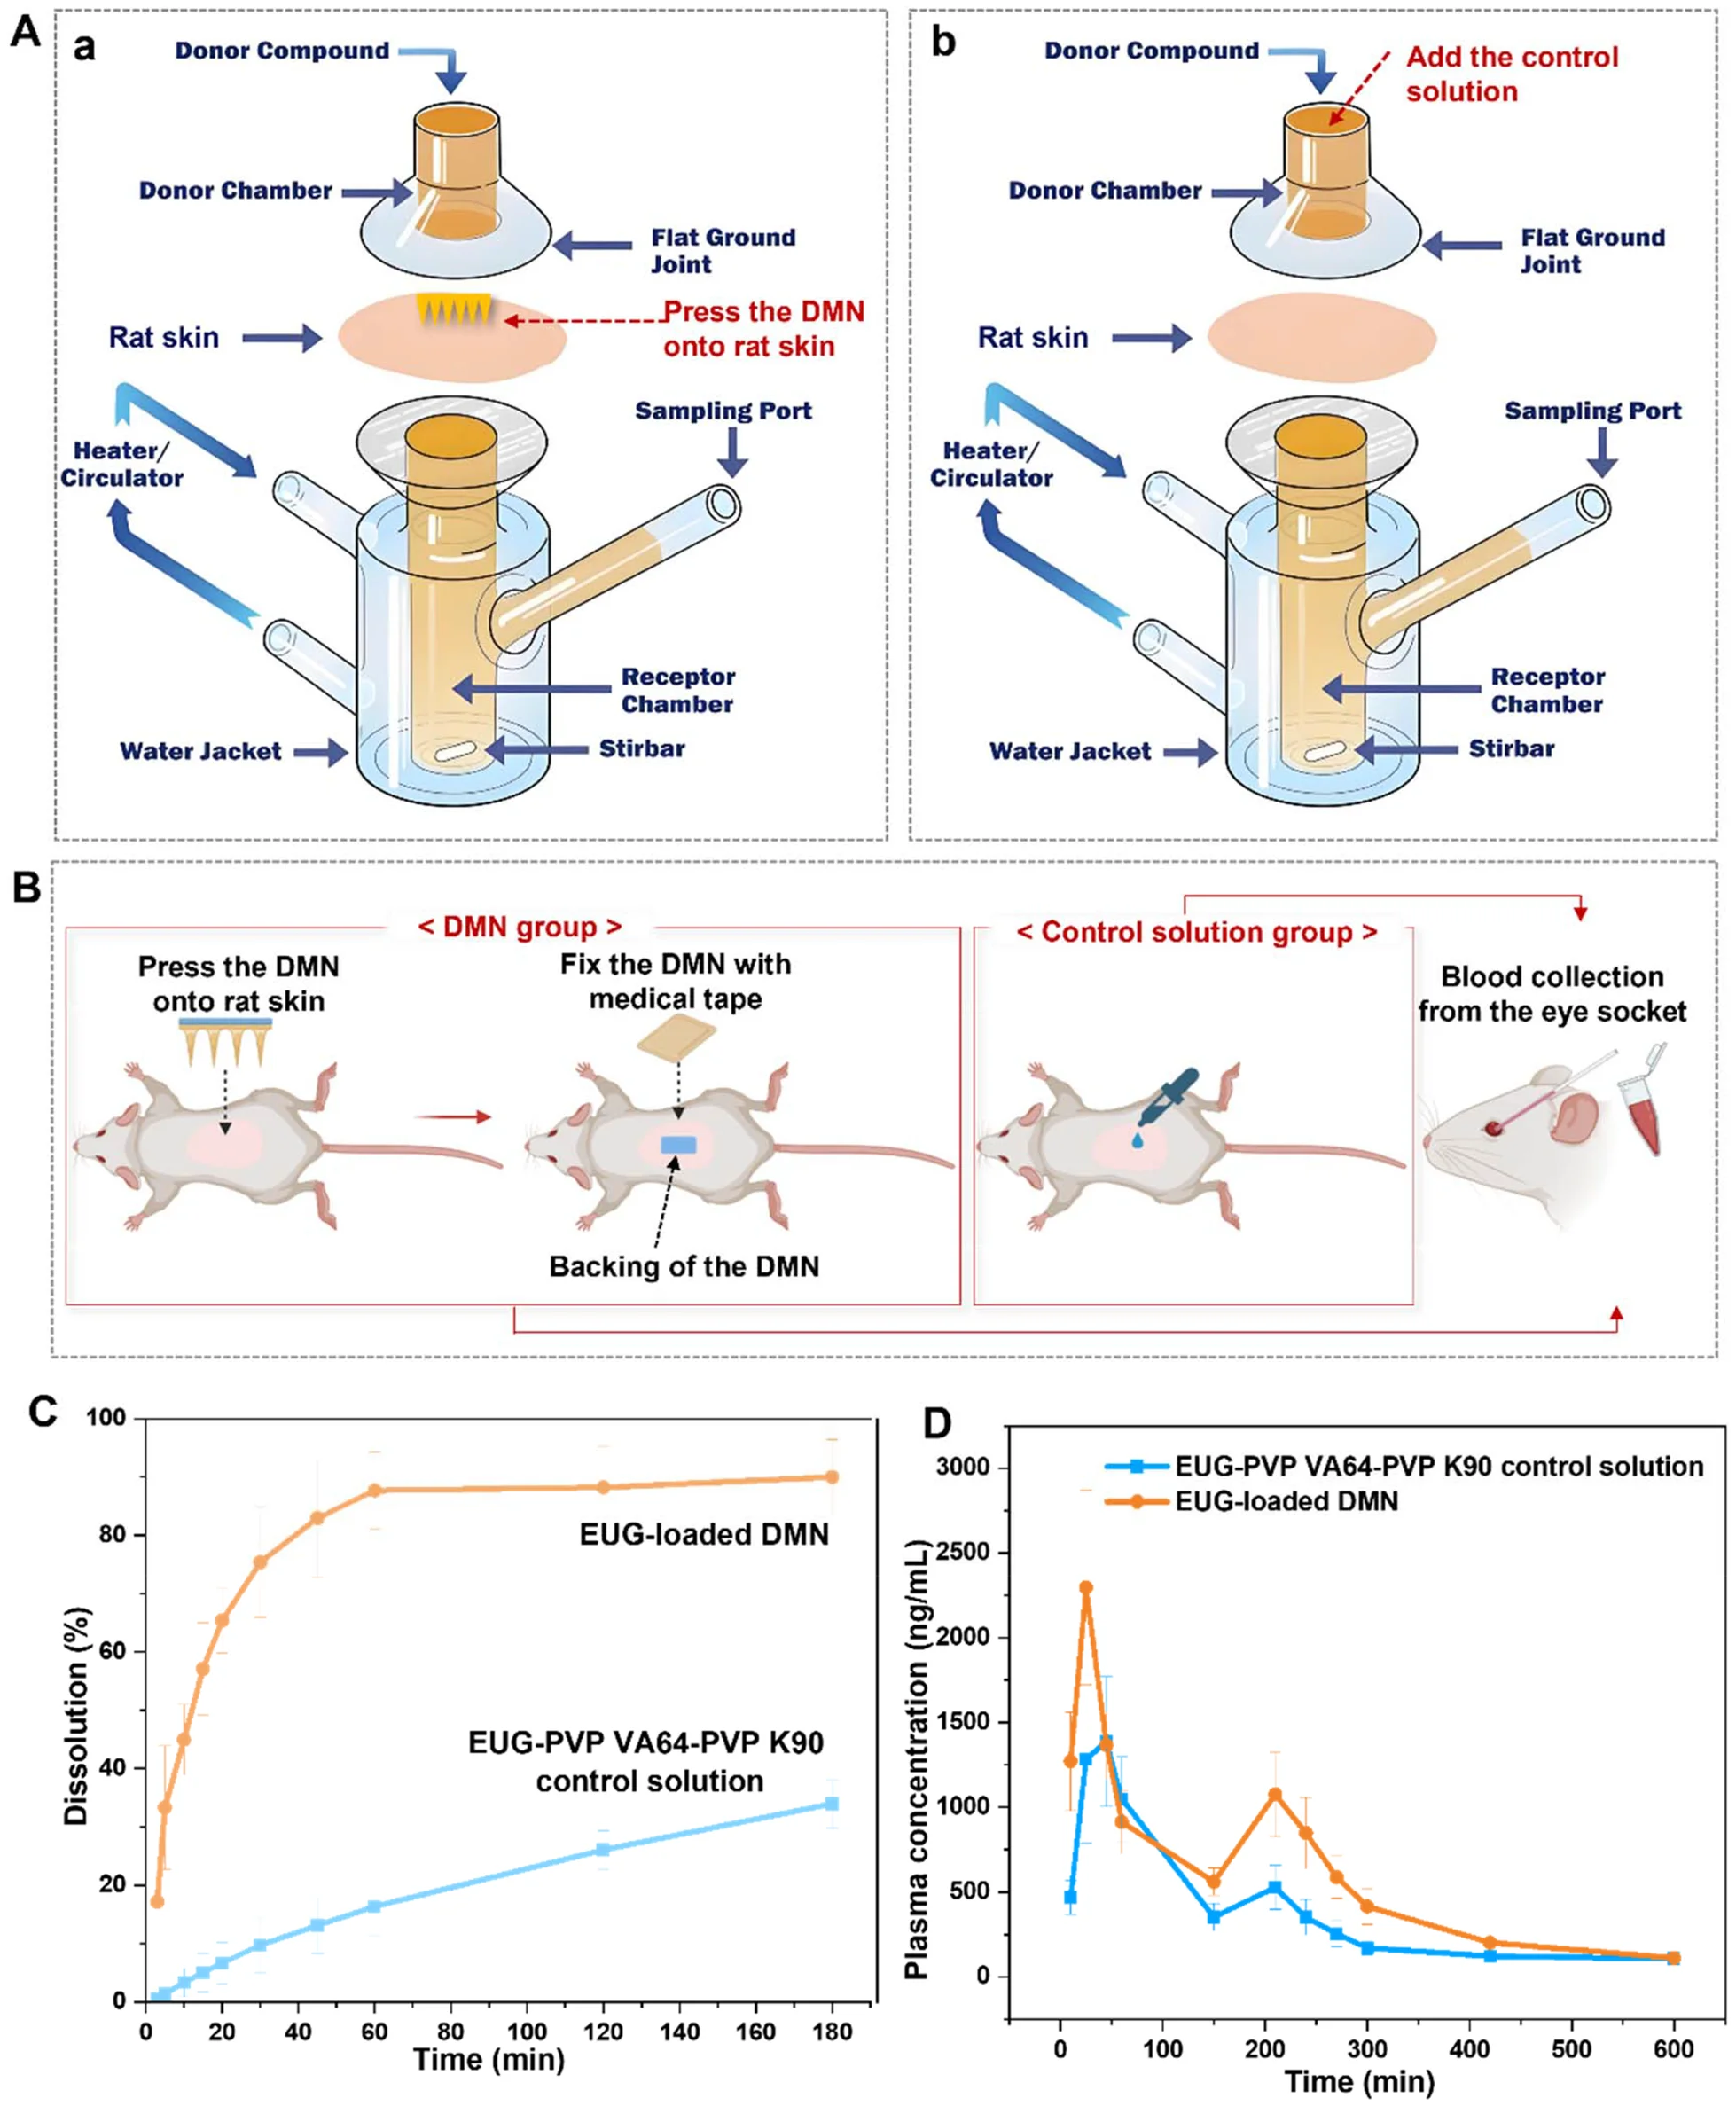 A
a
Donor Compound
Donor Chamber
Flat Ground
Joint
Press the DMN
onto rat skin
Rat skin
Sampling Port
Heater/
Circulator
Receptor
Chamber
Water Jacket
Stirbar
b
Donor Compound
Add the control
solution
Donor Chamber
Flat Ground
Joint
Rat skin
Sampling Port
Heater/
Circulator
Receptor
Chamber
Water Jacket
Stirbar
B
< DMN group >
Press the DMN
onto rat skin
Fix the DMN with
medical tape
Backing of the DMN
< Control solution group >
Blood collection
from the eye socket
C
100
80
60
40
20
0
Dissolution (%)
EUG-loaded DMN
EUG-PVP VA64-PVP K90
control solution
0 20 40 60 80 100 120 140 160 180
Time (min)
D
3000
2500
2000
1500
1000
500
0
Plasma concentration (ng/mL)
EUG-PVP VA64-PVP K90 control solution
EUG-loaded DMN
0 100 200 300 400 500 600
Time (min)